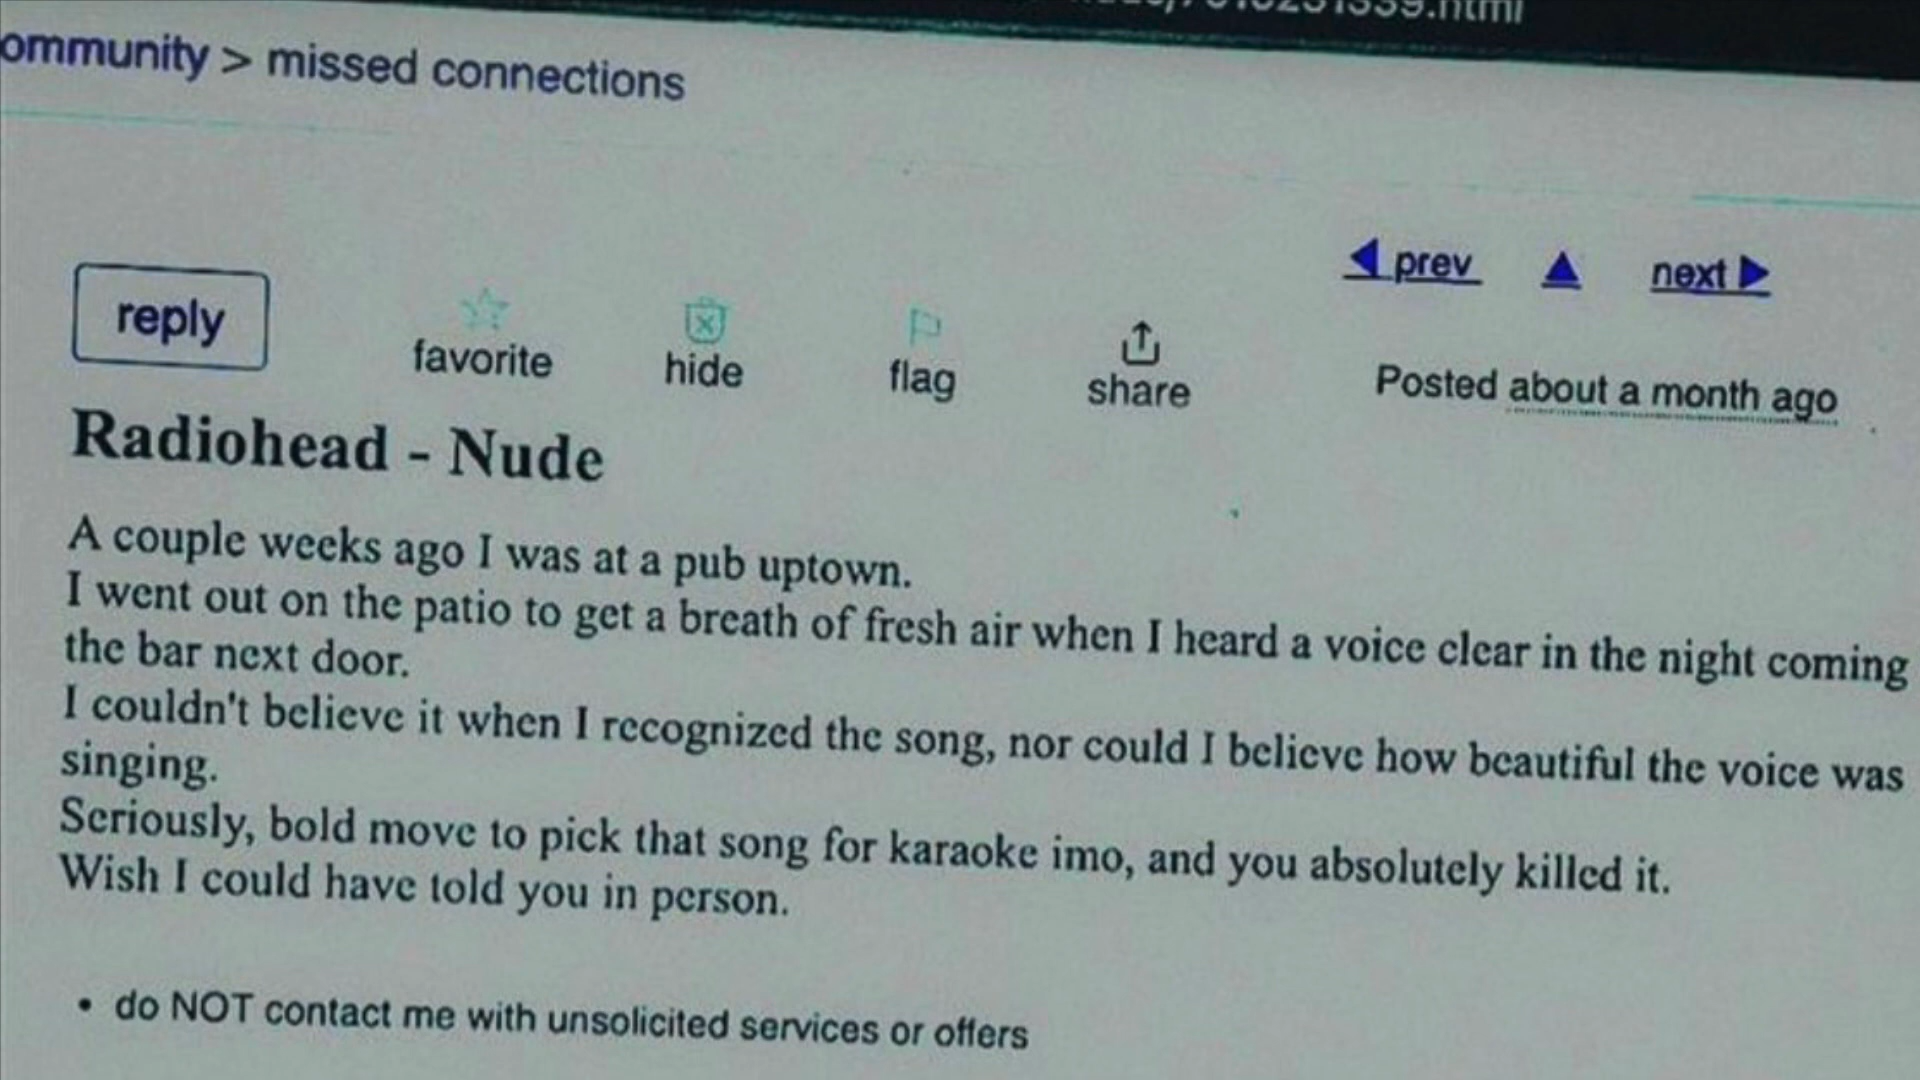 ommunity > missed connections
prev
next
reply
favorite
hide
flag
share
Posted about a month ago
Radiohead - Nude
A couple weeks ago I was at a pub uptown.
I went out on the patio to get a breath of fresh air when I heard a voice clear in the night coming
the bar next door.
I couldn't believe it when I recognized the song, nor could I believe how beautiful the voice was
singing.
Seriously, bold move to pick that song for karaoke imo, and you absolutely killed it.
Wish I could have told you in person.
• do NOT contact me with unsolicited services or offers